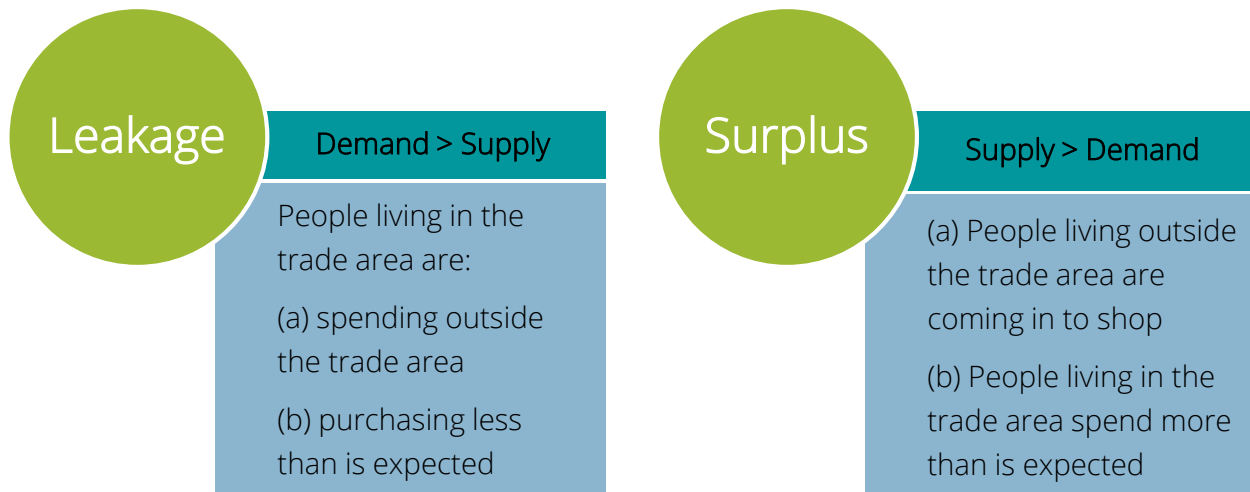 Leakage
Demand > Supply
People living in the
trade area are:
(a) spending outside
the trade area
(b) purchasing less
than is expected
Surplus
Supply > Demand
(a) People living outside
the trade area are
coming in to shop
(b) People living in the
trade area spend more
than is expected